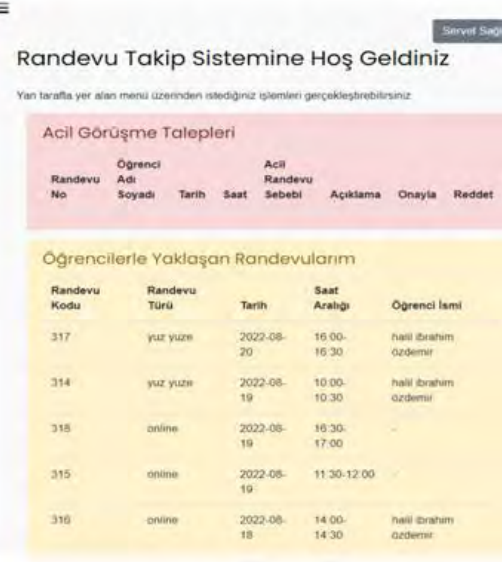 Servet Sağ
Randevu Takip Sistemine Hoş Geldiniz
Yan tarafta yer alan menü üzerinden istediğiniz işlemleri gerçekleştirebilirsiniz
Acil Görüşme Talepleri
Randevu No Öğrenci Adı Soyadı Tarih Saat Acil Randevu Sebebi Açıklama Onayla Reddet
Öğrencilerle Yaklaşan Randevularım
Randevu Kodu Randevu Türü Tarih Saat Aralığı Öğrenci İsmi
317 yuz yuze 2022-08-20 16:00-16:30 halil ibrahim özdemir
314 yuz yuze 2022-08-19 10:00-10:30 halil ibrahim özdemir
318 online 2022-08-19 16:30-17:00 -
315 online 2022-08-19 11:30-12:00 -
316 online 2022-08-18 14:00-14:30 halil ibrahim özdemir